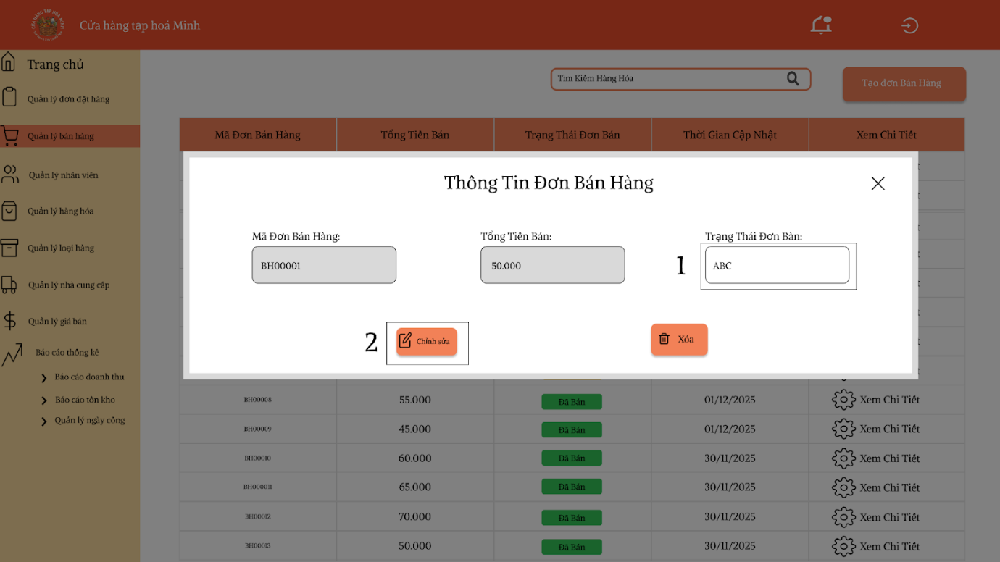 CỬA HÀNG TẠP HÓA MINH
Cửa hàng tạp hoá Minh
Trang chủ
Quản lý đơn đặt hàng
Quản lý bán hàng
Quản lý nhân viên
Quản lý hàng hóa
Quản lý loại hàng
Quản lý nhà cung cấp
Quản lý giá bán
Báo cáo thống kê
Báo cáo doanh thu
Báo cáo tồn kho
Quản lý ngày công
Tìm Kiếm Hàng Hóa
Tạo đơn Bán Hàng
Mã Đơn Bán Hàng Tổng Tiền Bán Trạng Thái Đơn Bán Thời Gian Cập Nhật Xem Chi Tiết
Thông Tin Đơn Bán Hàng
Mã Đơn Bán Hàng: Tổng Tiền Bán: Trạng Thái Đơn Bàn:
BH00001 50.000 1 ABC
2 Chỉnh sửa Xóa
BH00008 55.000 Đã Bán 01/12/2025 Xem Chi Tiết
BH00009 45.000 Đã Bán 01/12/2025 Xem Chi Tiết
BH00010 60.000 Đã Bán 30/11/2025 Xem Chi Tiết
BH000011 65.000 Đã Bán 30/11/2025 Xem Chi Tiết
BH00012 70.000 Đã Bán 30/11/2025 Xem Chi Tiết
BH00013 50.000 Đã Bán 30/11/2025 Xem Chi Tiết